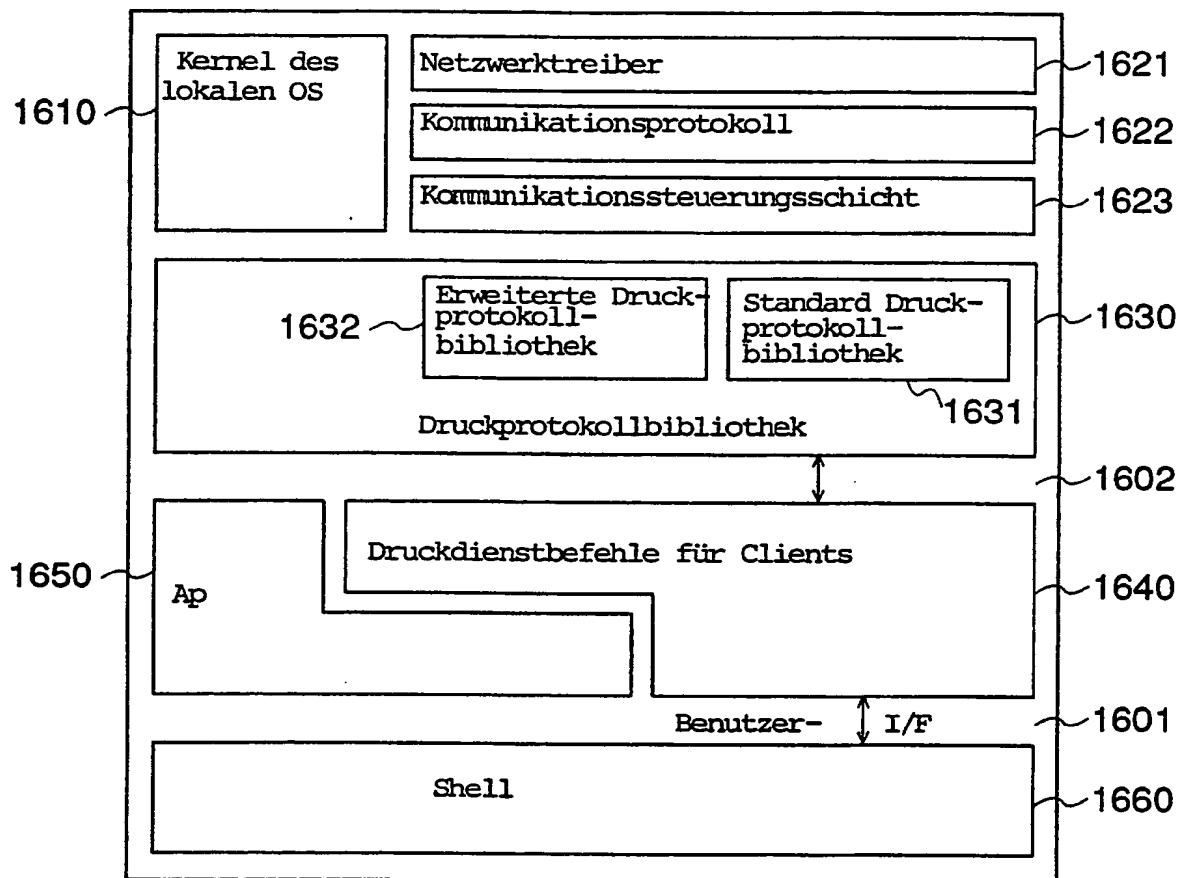 Kernel des
lokalen OS
1610
Netzwerktreiber
1621
Kommunikationsprotokoll
1622
Kommunikationssteuerungsschicht
1623
1632
Erweiterte Druck-
protokoll-
bibliothek
Standard Druck-
protokoll-
bibliothek
1630
1631
Druckprotokollbibliothek
1602
Druckdienstbefehle für Clients
1650
Ap
1640
Benutzer- I/F
1601
Shell
1660